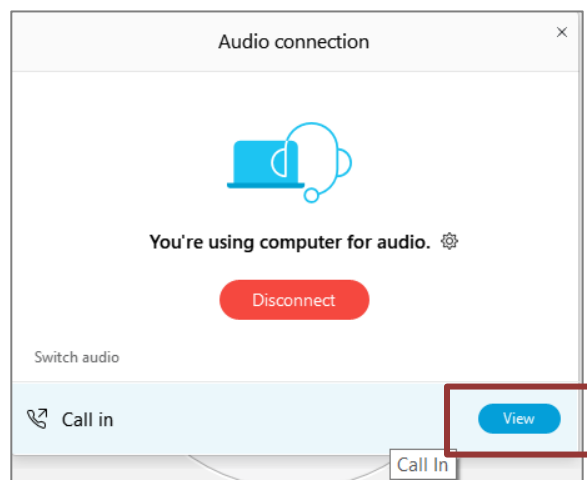 Audio connection
You're using computer for audio.
Disconnect
Switch audio
Call in
View
Call In